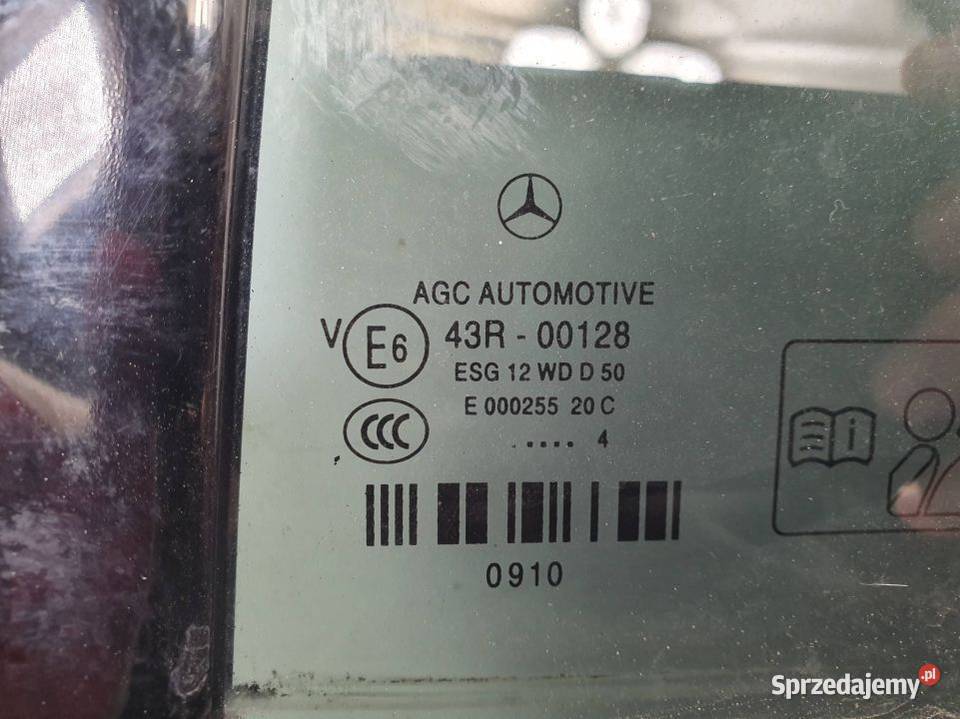 AGC AUTOMOTIVE
V E6 43R - 00128
ESG 12 WD D 50
E 000255 20 C
CCC ..... 4
0910
i
Sprzedajemy.pl